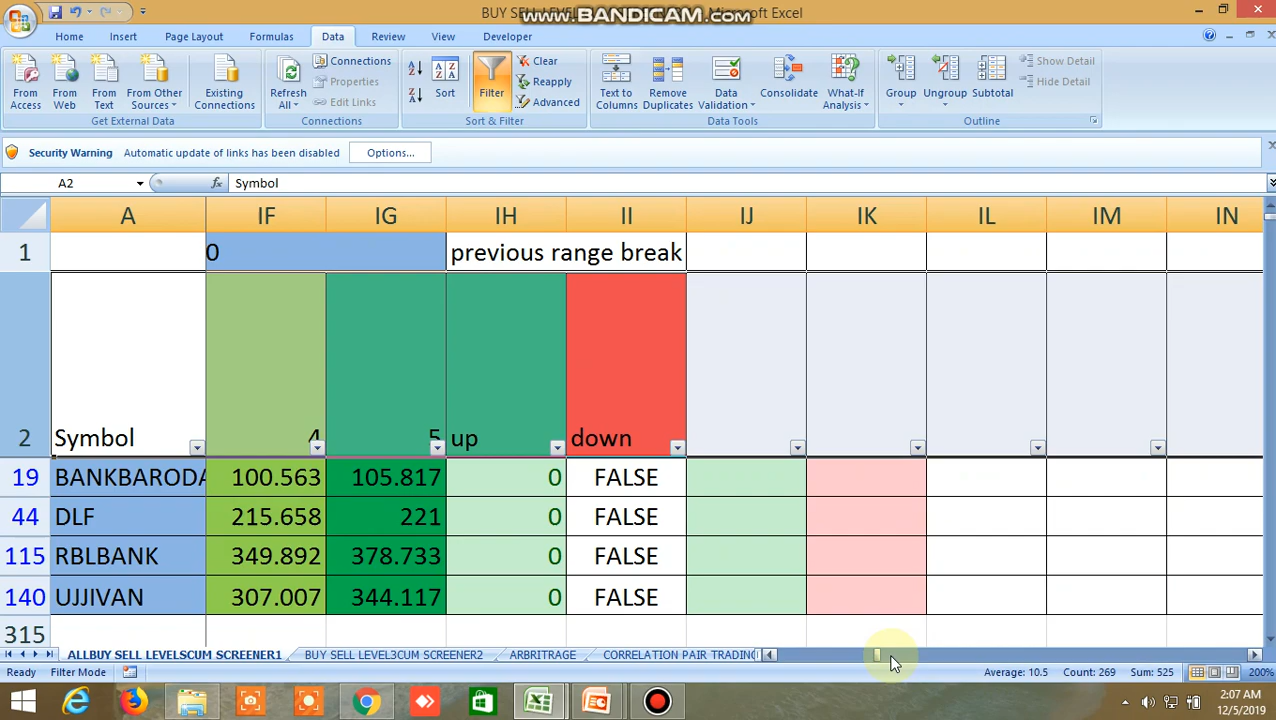 BUY SELL LEVEL
www.BANDICAM.com
Microsoft Excel
Home Insert Page Layout Formulas Data Review View Developer
From Access
From Web
From Text
From Other Sources
Existing Connections
Get External Data
Refresh All
Connections
Properties
Edit Links
Connections
Sort
Filter
Clear
Reapply
Advanced
Sort & Filter
Text to Columns
Remove Duplicates
Data Validation
Consolidate
What-If Analysis
Data Tools
Group
Ungroup
Subtotal
Show Detail
Hide Detail
Outline
Security Warning Automatic update of links has been disabled Options...
A2 fx Symbol
A IF IG IH II IJ IK IL IM IN
1 0 previous range break
2 Symbol 4 5 up down
19 BANKBARODA 100.563 105.817 0 FALSE
44 DLF 215.658 221 0 FALSE
115 RBLBANK 349.892 378.733 0 FALSE
140 UJJIVAN 307.007 344.117 0 FALSE
315
ALLBUY SELL LEVELSCUM SCREENER1 BUY SELL LEVEL3CUM SCREENER2 ARBITRAGE CORRELATION PAIR TRADING
Ready Filter Mode Average: 10.5 Count: 269 Sum: 525 200%
2:07 AM
12/5/2019